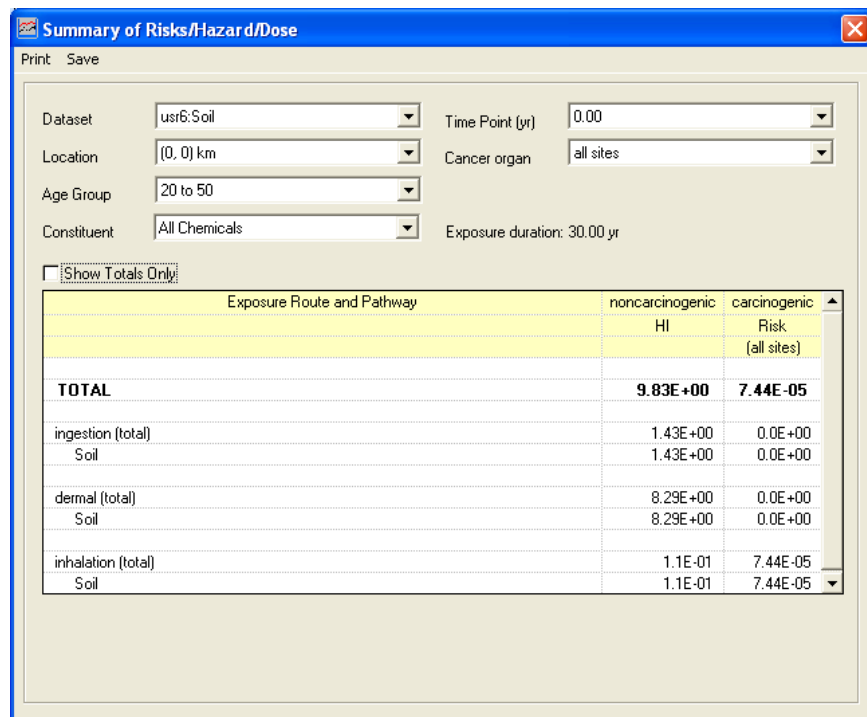 Summary of Risks/Hazard/Dose
Print Save
Dataset usr6:Soil Time Point (yr) 0.00
Location (0, 0) km Cancer organ all sites
Age Group 20 to 50
Constituent All Chemicals Exposure duration: 30.00 yr
Show Totals Only
Exposure Route and Pathway noncarcinogenic carcinogenic
HI Risk
(all sites)
TOTAL 9.83E+00 7.44E-05
ingestion (total) 1.43E+00 0.0E+00
Soil 1.43E+00 0.0E+00
dermal (total) 8.29E+00 0.0E+00
Soil 8.29E+00 0.0E+00
inhalation (total) 1.1E-01 7.44E-05
Soil 1.1E-01 7.44E-05